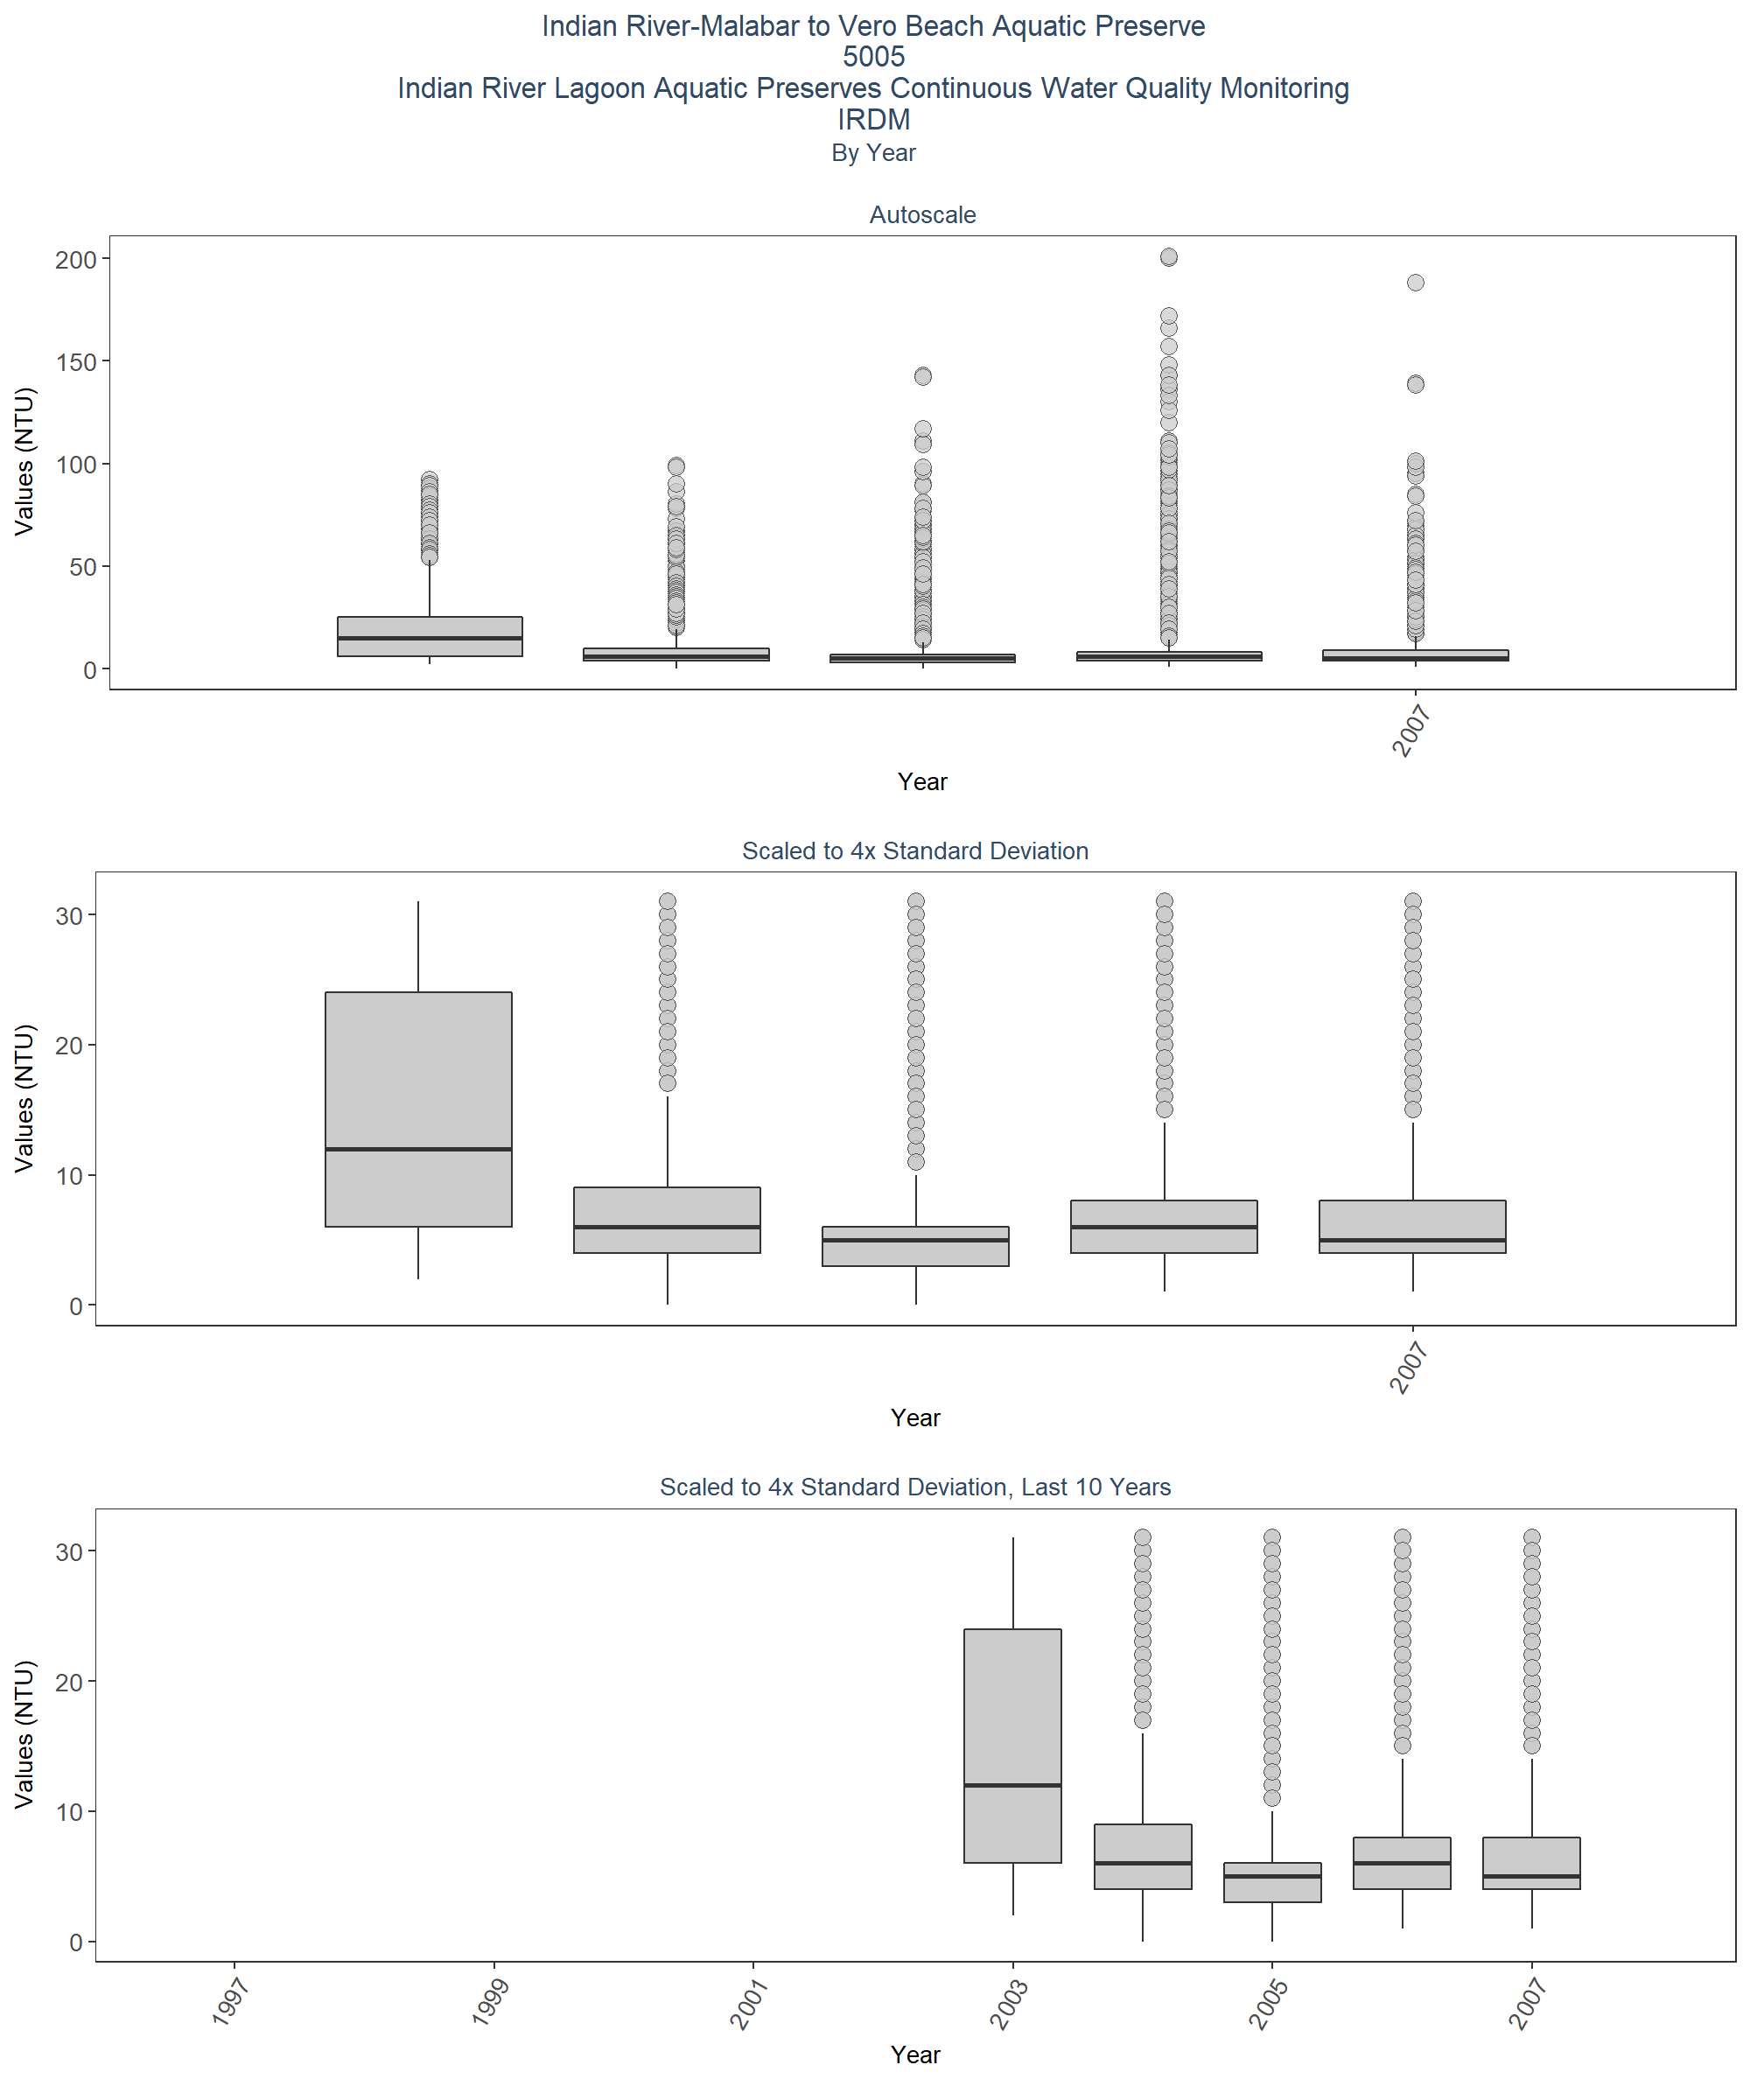 Indian River-Malabar to Vero Beach Aquatic Preserve
5005
Indian River Lagoon Aquatic Preserves Continuous Water Quality Monitoring
IRDM
By Year
Autoscale
200
150
100
50
0
Values (NTU)
2007
Year
Scaled to 4x Standard Deviation
30
20
10
0
Values (NTU)
2007
Year
Scaled to 4x Standard Deviation, Last 10 Years
30
20
10
0
Values (NTU)
1997 1999 2001 2003 2005 2007
Year